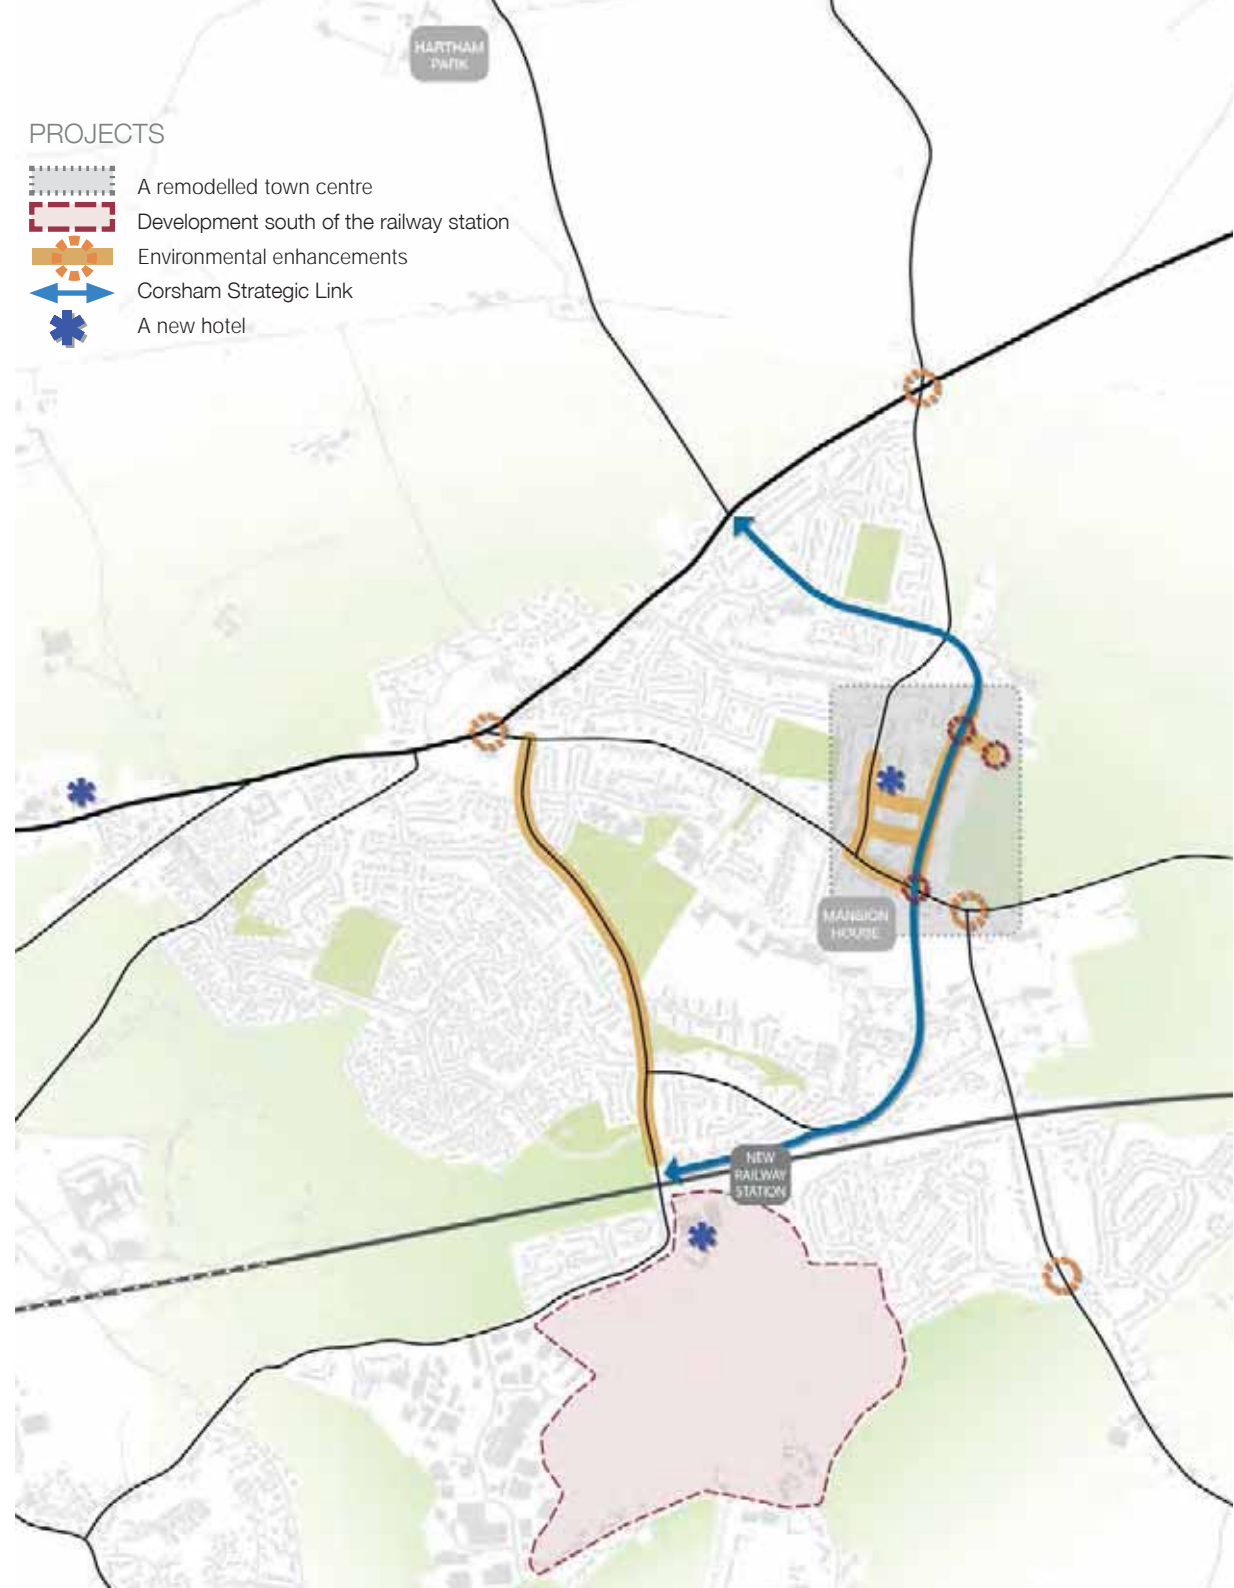 HARTHAM
PARK
PROJECTS
A remodelled town centre
Development south of the railway station
Environmental enhancements
Corsham Strategic Link
A new hotel
MANSION
HOUSE
NEW
RAILWAY
STATION